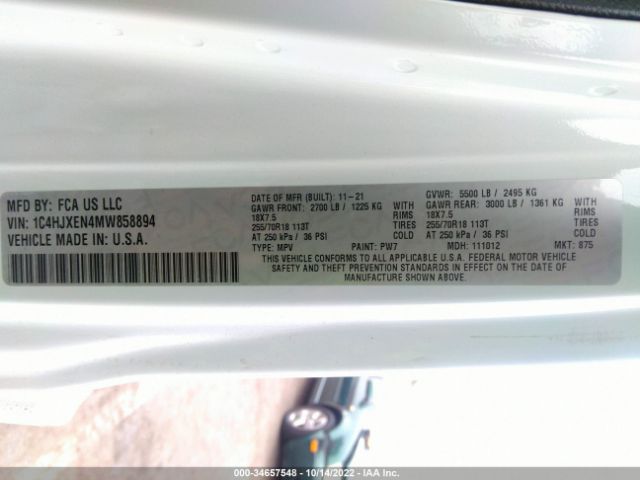 MFD BY: FCA US LLC
VIN: 1C4HJXEN4MW858894
VEHICLE MADE IN: U.S.A.
DATE OF MFR (BUILT): 11-21
GAWR FRONT: 2700 LB / 1225 KG WITH
18X7.5 RIMS
255/70R18 113T TIRES
AT 250 kPa / 36 PSI COLD
TYPE: MPV PAINT: PW7
GVWR: 5500 LB / 2495 KG
GAWR REAR: 3000 LB / 1361 KG WITH
18X7.5 RIMS
255/70R18 113T TIRES
AT 250 kPa / 36 PSI COLD
MDH: 111012 MKT: 875
THIS VEHICLE CONFORMS TO ALL APPLICABLE U.S.A. FEDERAL MOTOR VEHICLE
SAFETY AND THEFT PREVENTION STANDARDS IN EFFECT ON THE DATE OF
MANUFACTURE SHOWN ABOVE.
000-34657548 - 10/14/2022 - IAA Inc.